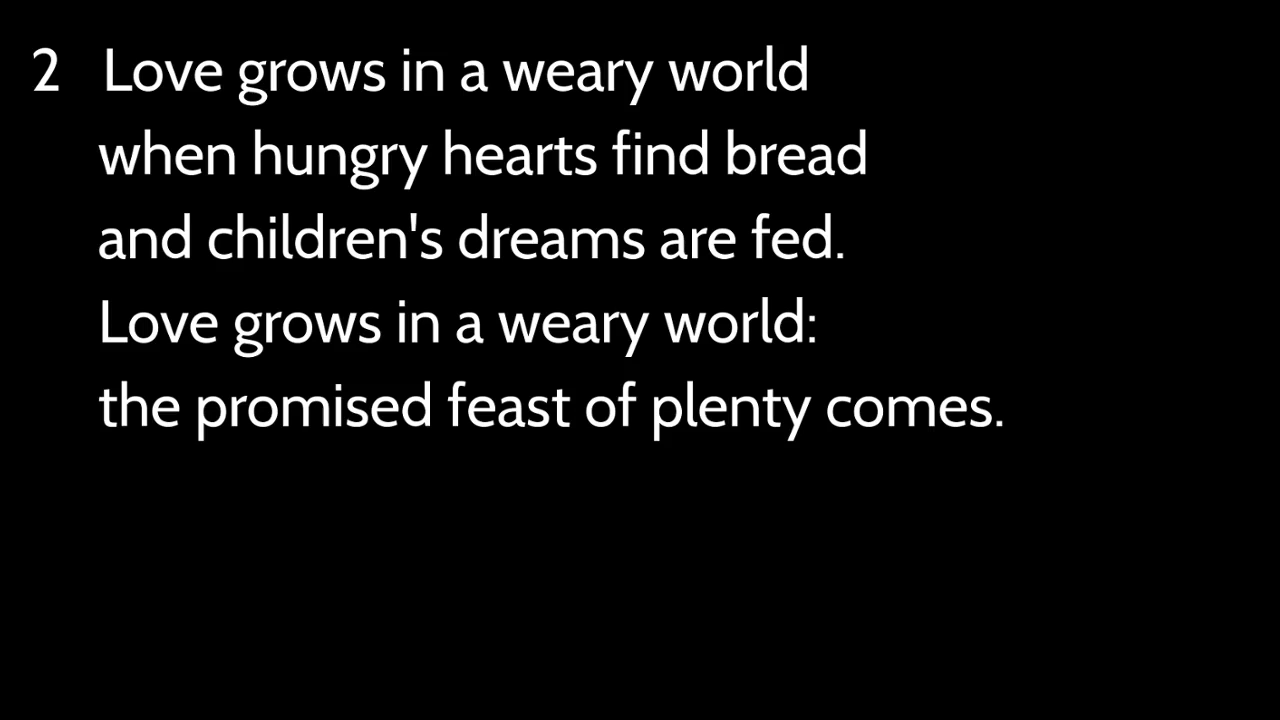 2 Love grows in a weary world
when hungry hearts find bread
and children's dreams are fed.
Love grows in a weary world:
the promised feast of plenty comes.